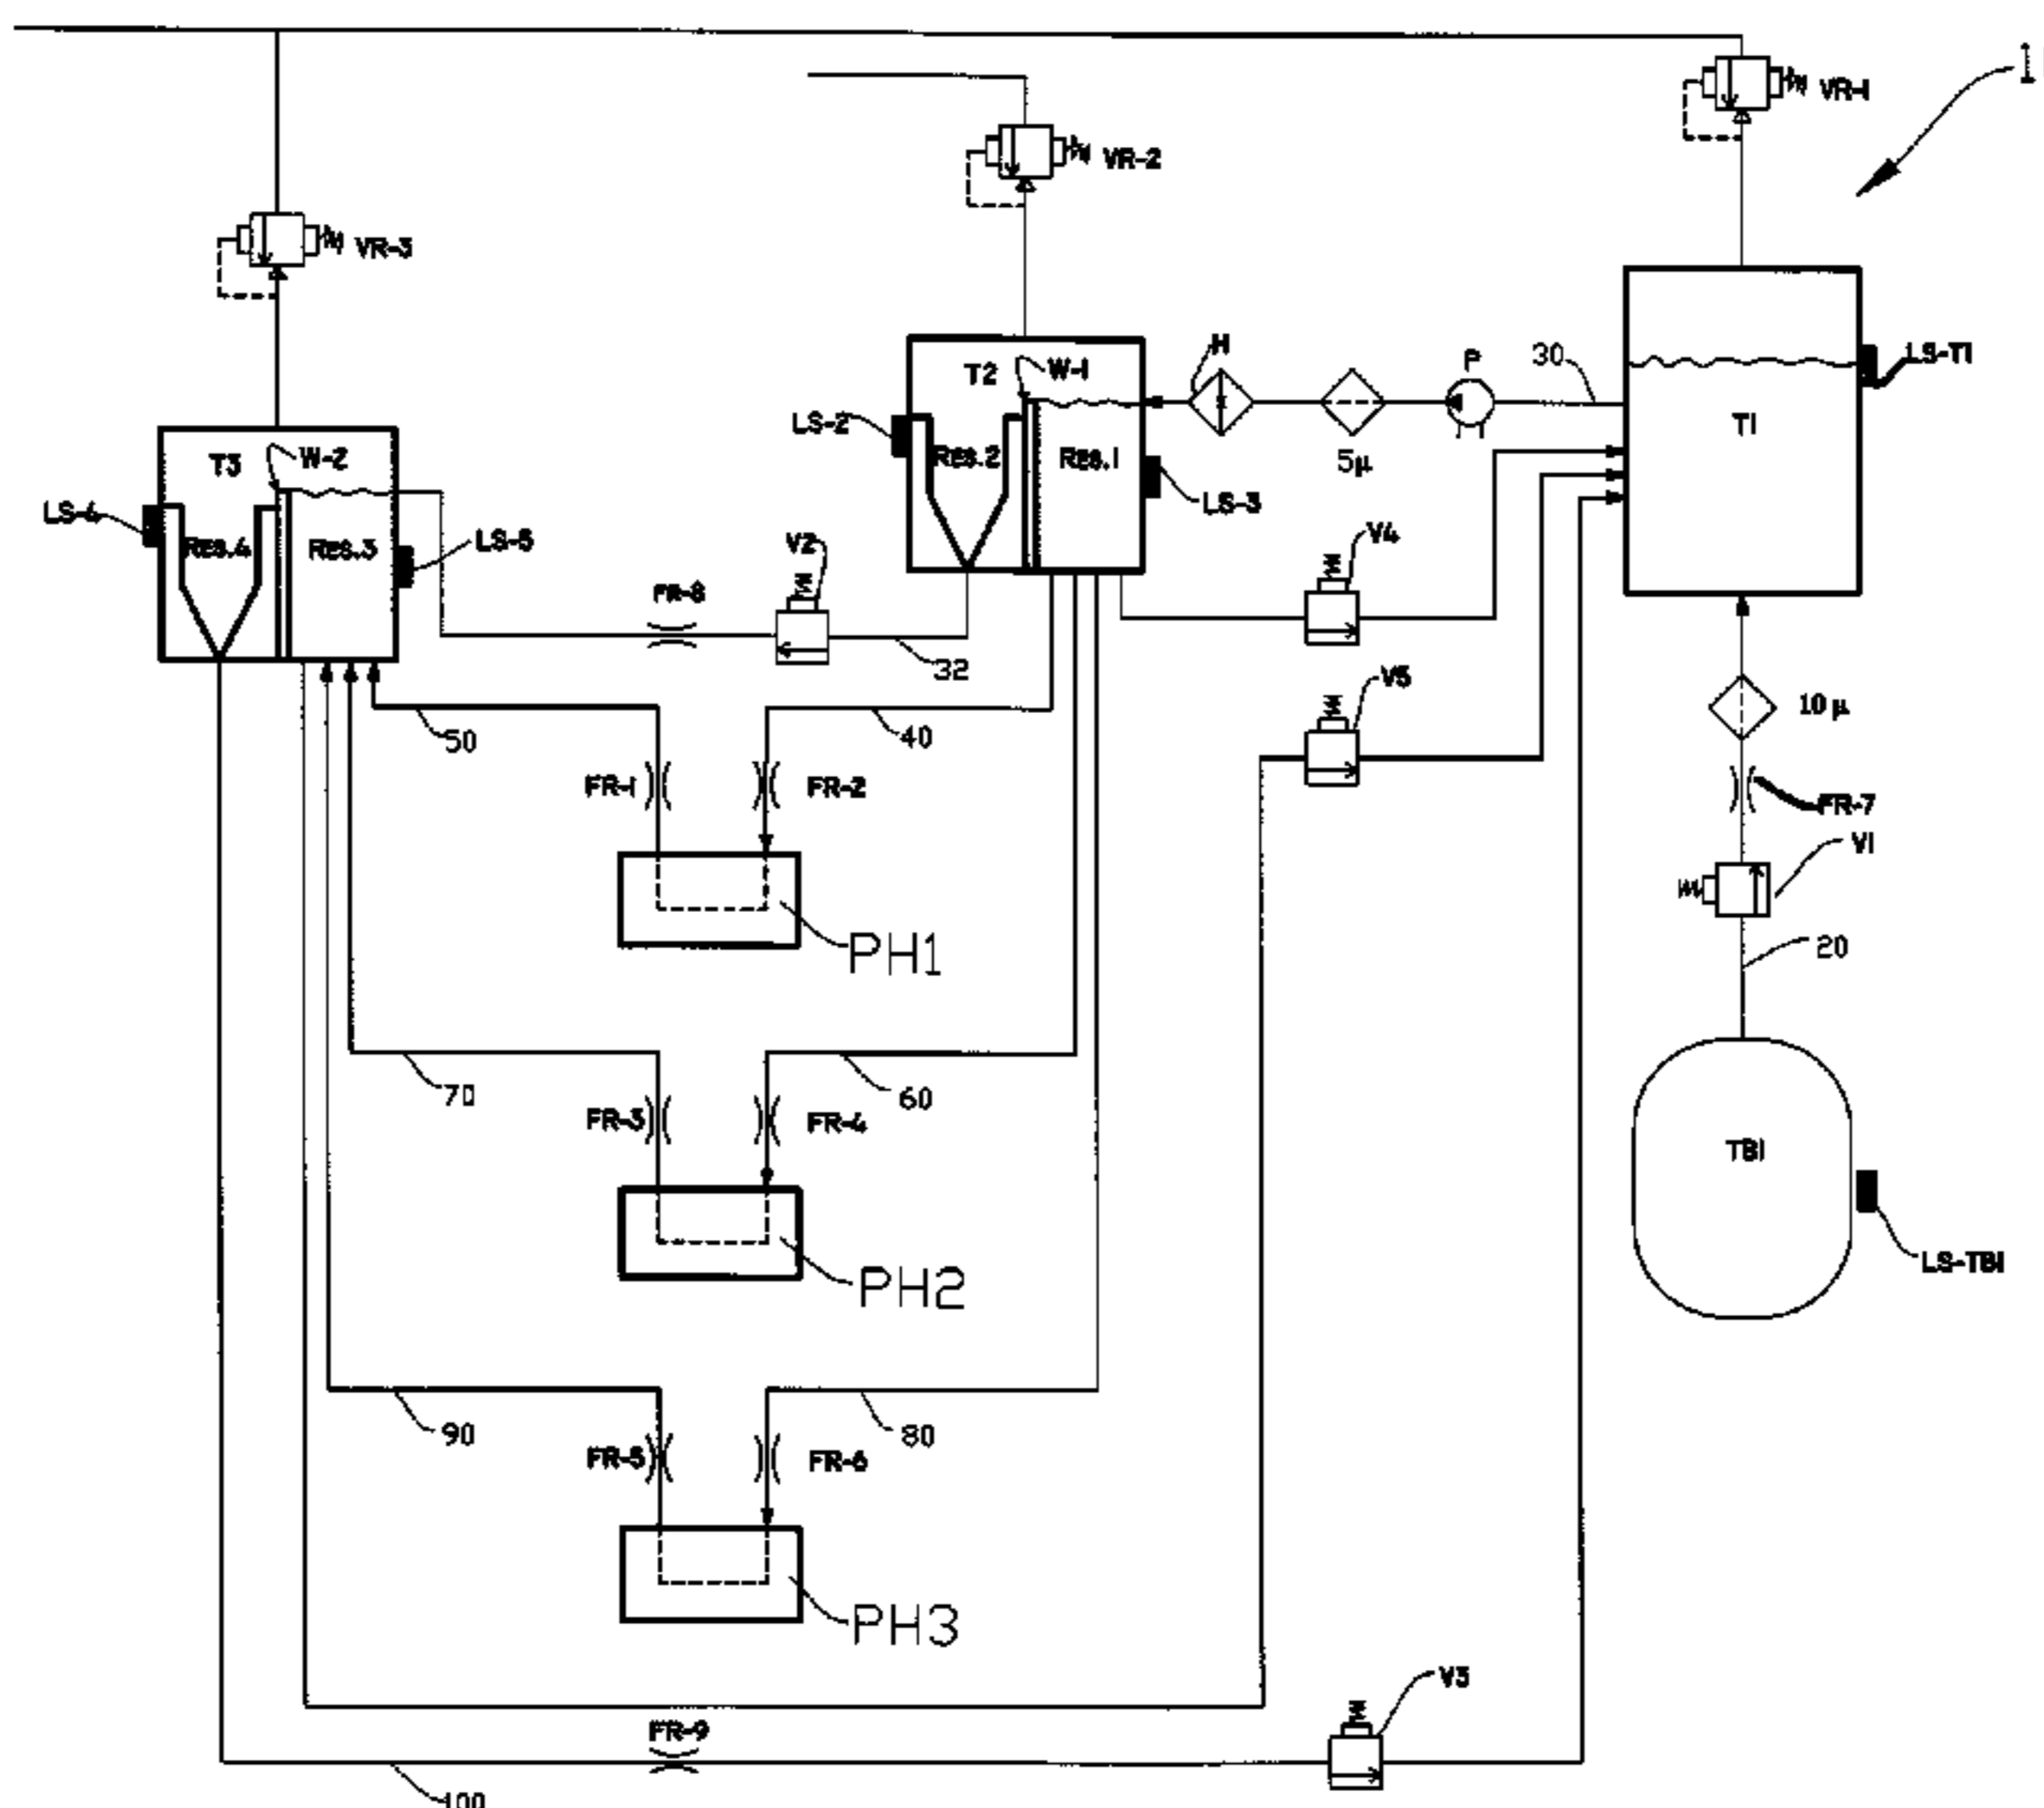 1
VR-1
VR-2
VR-3
H
P
30
LS-T1
T2
W-1
T1
LS-2
Res.2
Res.1
5µ
LS-3
T3
W-2
Res.3
LS-5
V2
V4
FR-8
32
V5
10 µ
50
40
FR-1
FR-2
FR-7
V1
PH1
20
70
60
FR-3
FR-4
TB1
PH2
LS-TB1
90
80
FR-5
FR-6
PH3
V3
FR-9
100
Res.4